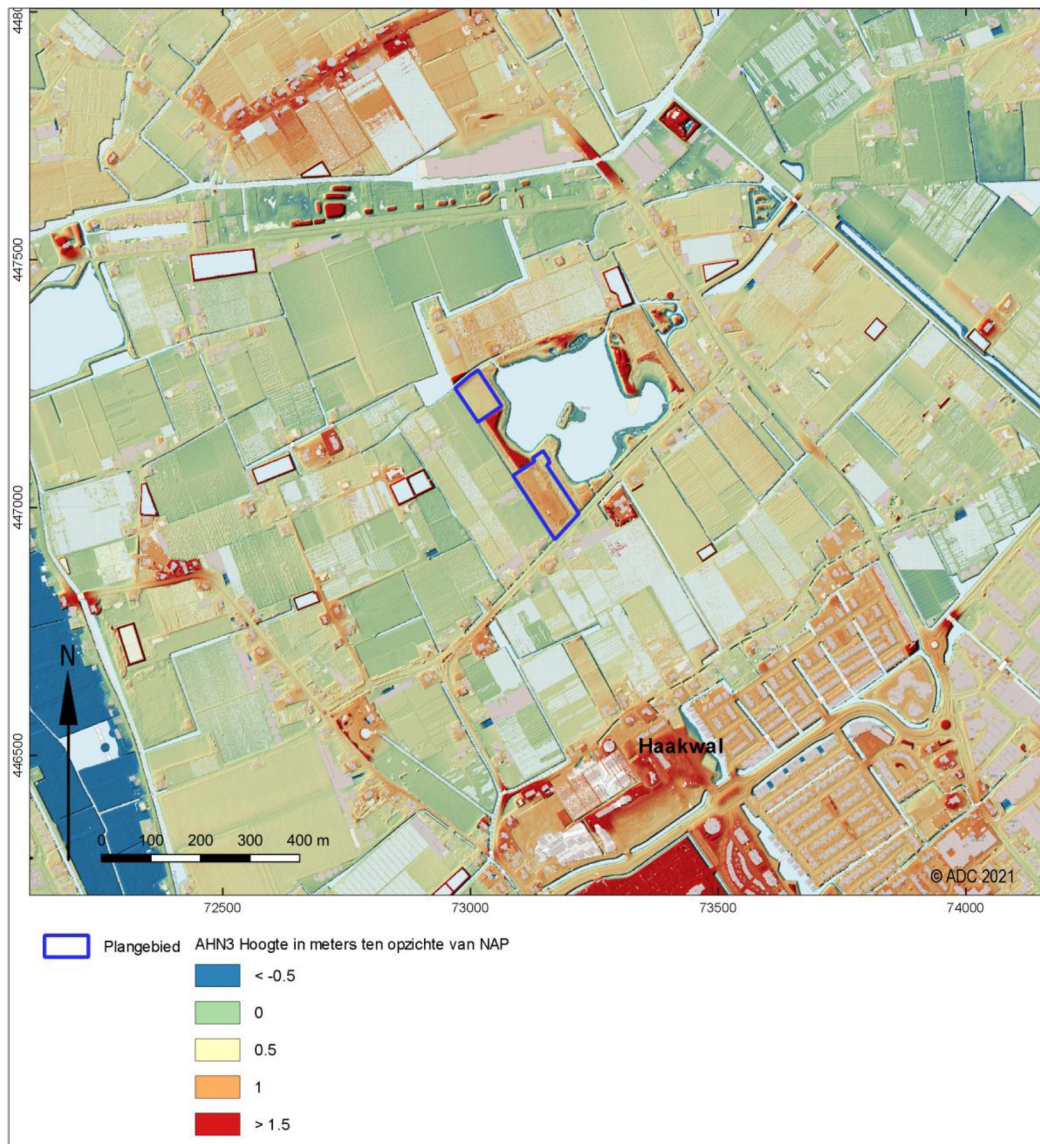 4480
447500
447000
446500
N
Haakwal
0 100 200 300 400 m
© ADC 2021
72500 73000 73500 74000
Plangebied
AHN3 Hoogte in meters ten opzichte van NAP
< -0.5
0
0.5
1
> 1.5